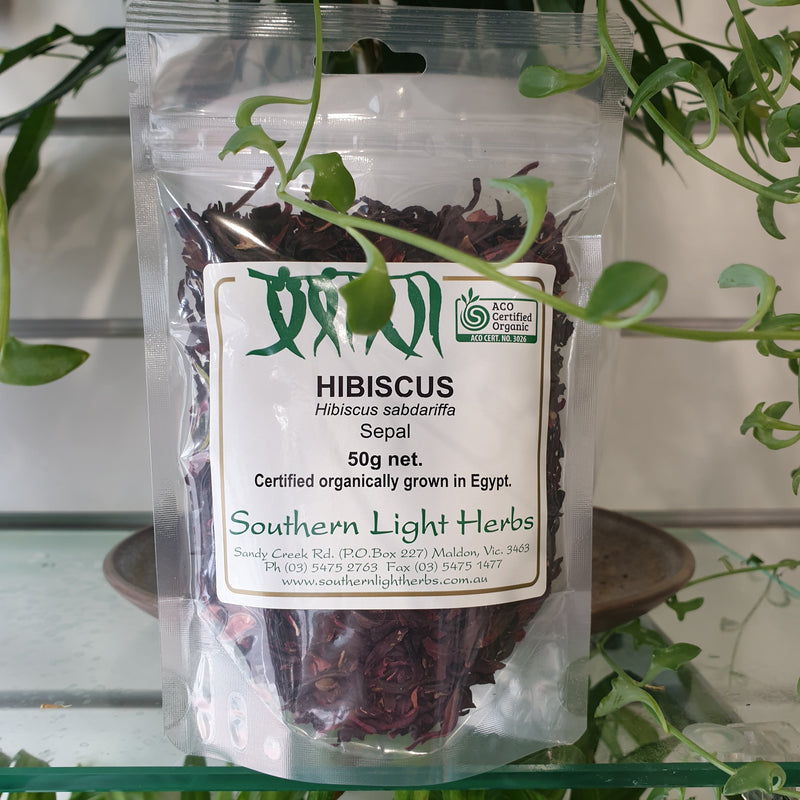 ACO
Certified
Organic
ACO CERT. NO. 3026
HIBISCUS
Hibiscus sabdariffa
Sepal
50g net.
Certified organically grown in Egypt.
Southern Light Herbs
Sandy Creek Rd. (P.O.Box 227) Maldon, Vic. 3463
Ph (03) 5475 2763 Fax (03) 5475 1477
www.southernlightherbs.com.au